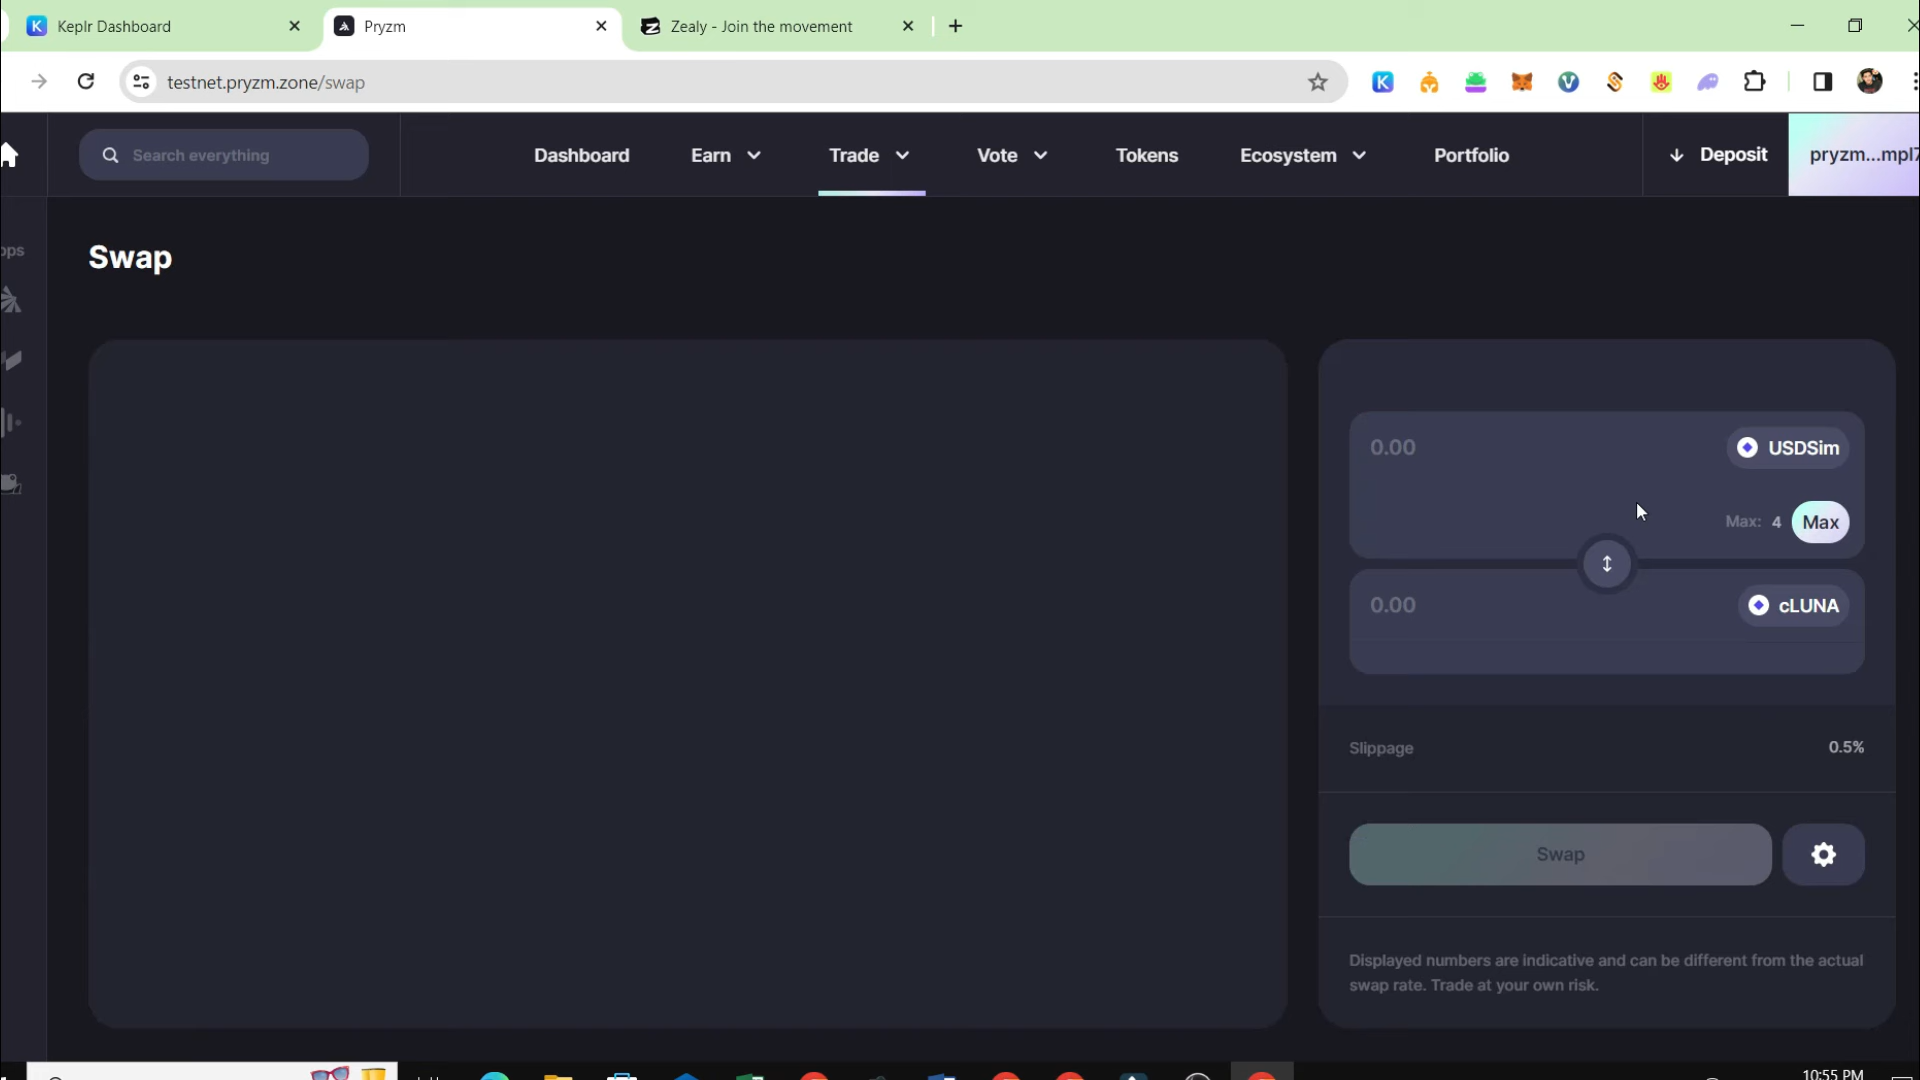 Keplr Dashboard
Pryzm
Zealy - Join the movement
testnet.pryzm.zone/swap
Search everything
Dashboard
Earn
Trade
Vote
Tokens
Ecosystem
Portfolio
Deposit
pryzm...mpl7
ops
Swap
0.00
USDSim
Max: 4
Max
0.00
cLUNA
Slippage
0.5%
Swap
Displayed numbers are indicative and can be different from the actual
swap rate. Trade at your own risk.
10:55 PM